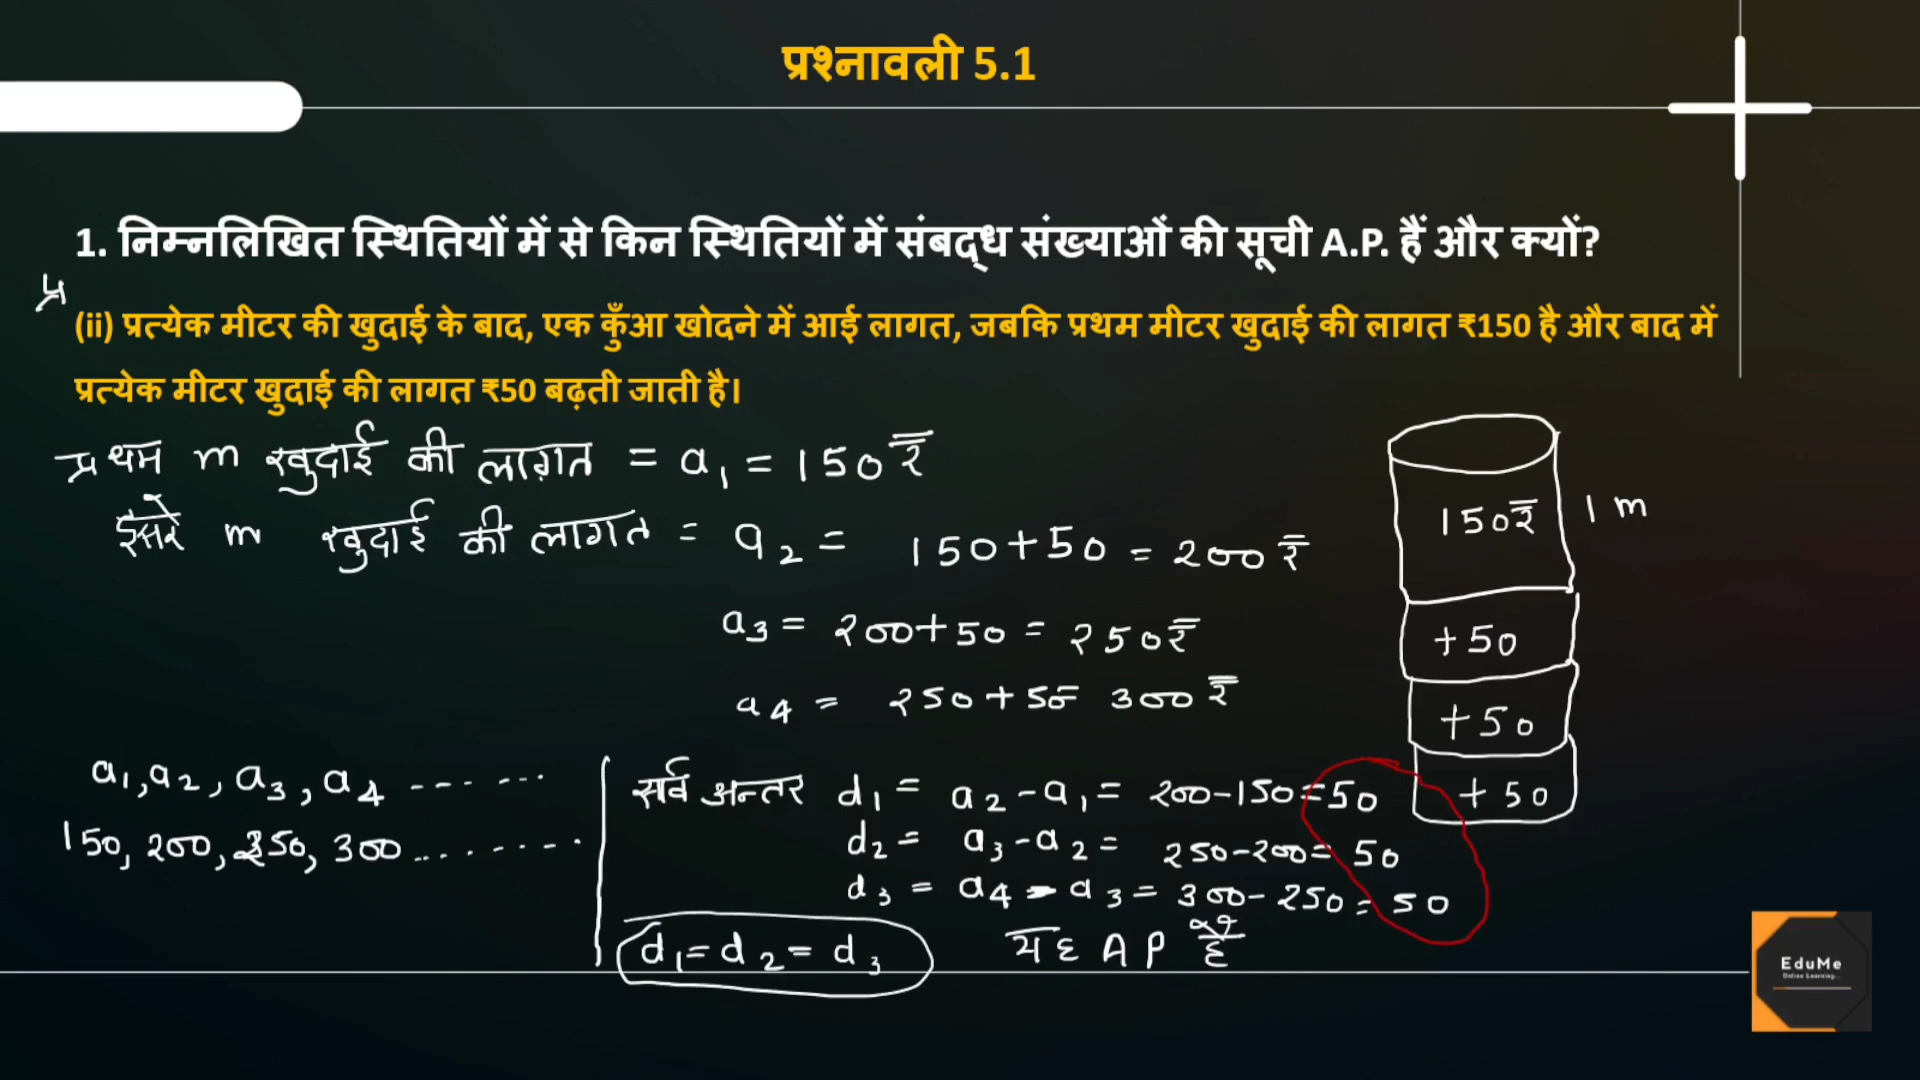 प्रश्नावली 5.1
1. निम्नलिखित स्थितियों में से किन स्थितियों में संबद्ध संख्याओं की सूची A.P. हैं और क्यों?
(ii) प्रत्येक मीटर की खुदाई के बाद, एक कुँआ खोदने में आई लागत, जबकि प्रथम मीटर खुदाई की लागत ₹150 है और बाद में
प्रत्येक मीटर खुदाई की लागत ₹50 बढ़ती जाती है।
प्रथम m खुदाई की लागत = a₁ = 150 ₹
m खुदाई की लागत = a₂ = 150+50 = 200 ₹
a₃ = 200+50 = 250 ₹
a₄ = 250+50= 300 ₹
150₹ 1 m
+50
+50
+50
a₁, a₂, a₃, a₄ ------
150, 200, 250, 300 .......
सर्व अन्तर d₁ = a₂-a₁ = 200-150=50
d₂ = a₃-a₂ = 250-200= 50
d₃ = a₄-a₃ = 300-250= 50
d₁=d₂=d₃ यह AP है
EduMe
Online Learning...